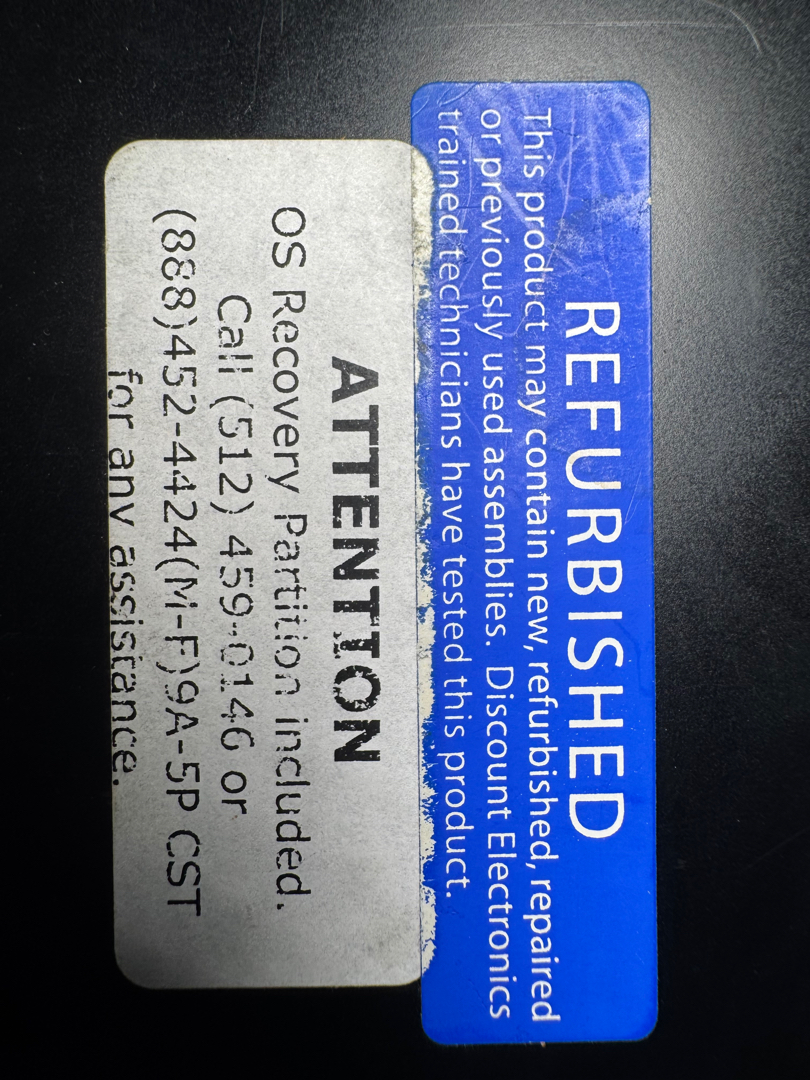 REFURBISHED
This product may contain new, refurbished, repaired
or previously used assemblies. Discount Electronics
trained technicians have tested this product.
ATTENTION
OS Recovery Partition included.
Call (512) 459-0146 or
(888)452-4424(M-F)9A-5P CST
for any assistance.